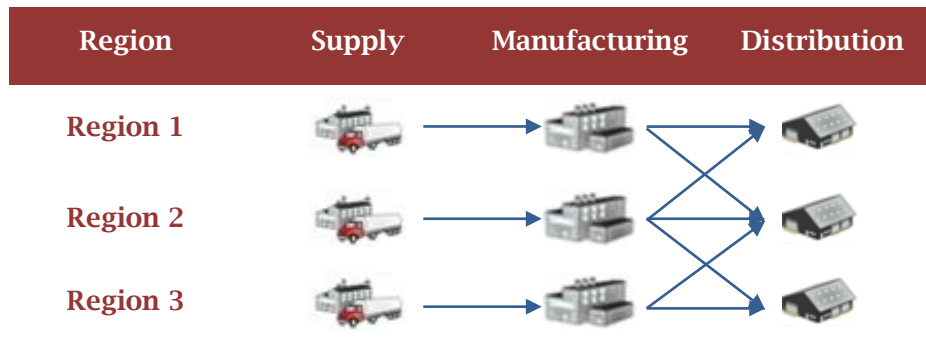 Region Supply Manufacturing Distribution
Region 1
Region 2
Region 3